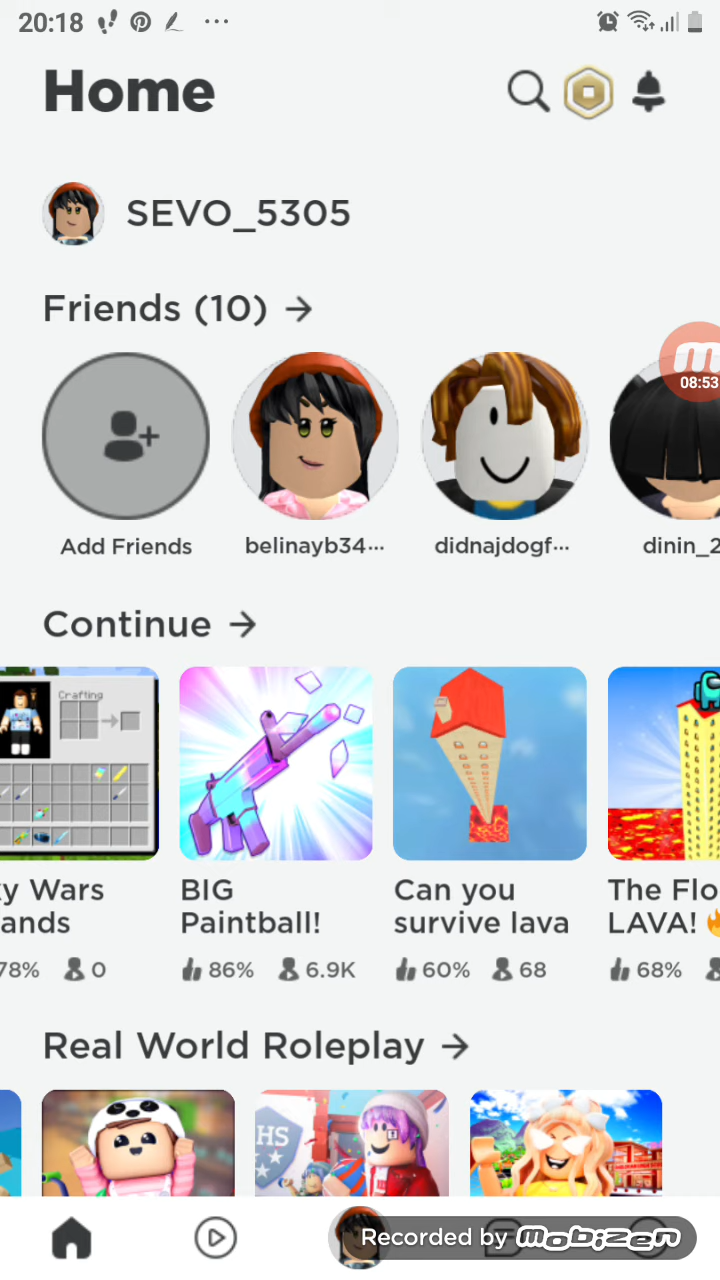 20:18
Home
SEVO_5305
Friends (10) →
08:53
Add Friends
belinayb34...
didnajdogf...
dinin_2
Continue →
Crafting
y Wars
ands
78% 0
BIG
Paintball!
86% 6.9K
Can you
survive lava
60% 68
The Flo
LAVA! 🔥
68%
Real World Roleplay →
HS
Recorded by mobizen